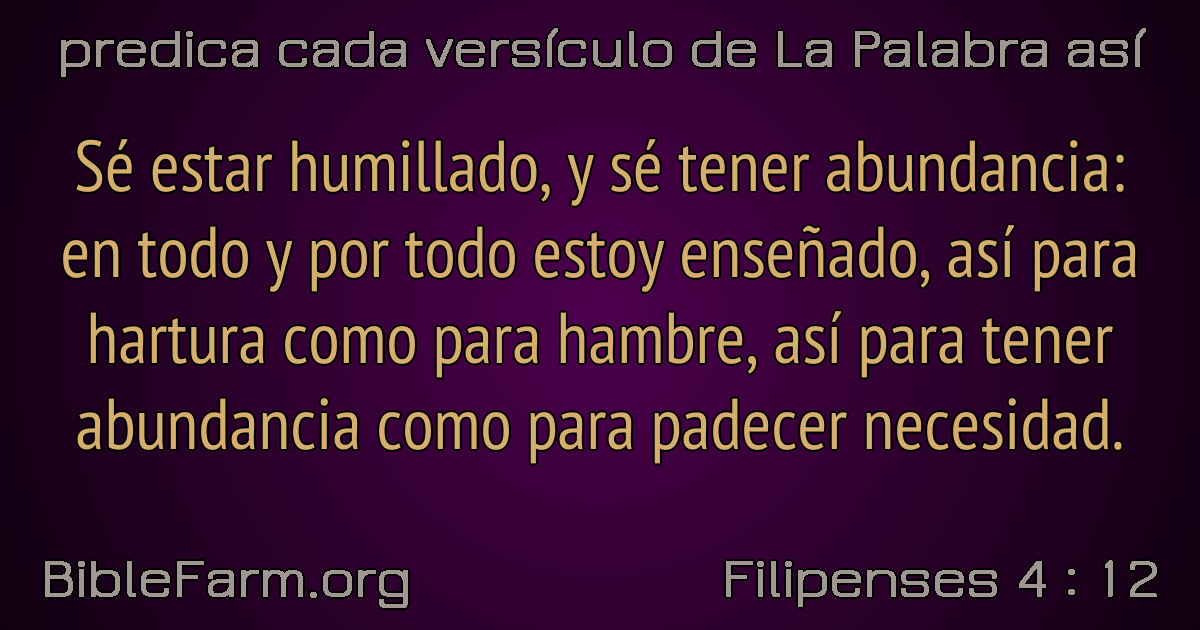 predica cada versículo de La Palabra así
Sé estar humillado, y sé tener abundancia:
en todo y por todo estoy enseñado, así para
hartura como para hambre, así para tener
abundancia como para padecer necesidad.
BibleFarm.org
Filipenses 4 : 12